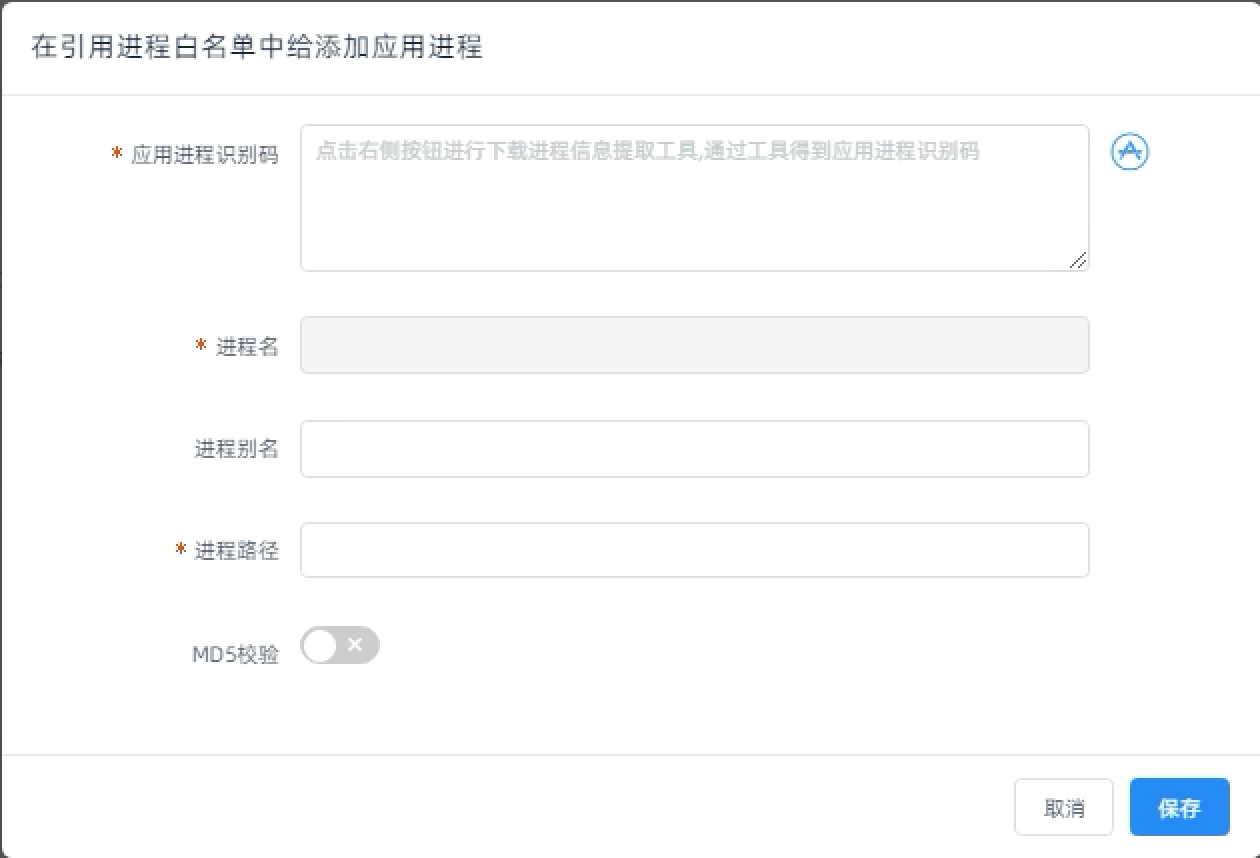 在引用进程白名单中给添加应用进程
* 应用进程识别码
点击右侧按钮进行下载进程信息提取工具,通过工具得到应用进程识别码
* 进程名
进程别名
* 进程路径
MD5校验
取消
保存